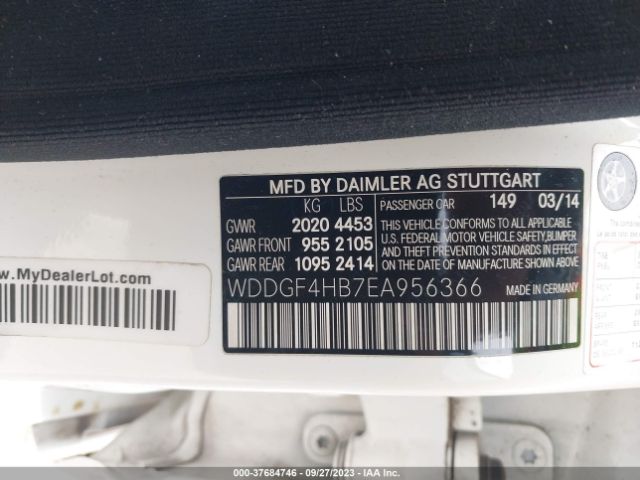 MFD BY DAIMLER AG STUTTGART
KG LBS
PASSENGER CAR 149 03/14
GVWR 2020 4453
GAWR FRONT 955 2105
GAWR REAR 1095 2414
THIS VEHICLE CONFORMS TO ALL APPLICABLE
U.S. FEDERAL MOTOR VEHICLE SAFETY, BUMPER
AND THEFT PREVENTION STANDARDS IN EFFECT
ON THE DATE OF MANUFACTURE SHOWN ABOVE.
WDDGF4HB7EA956366 MADE IN GERMANY
www.MyDealerLot.com
000-37684746 - 09/27/2023 - IAA Inc.